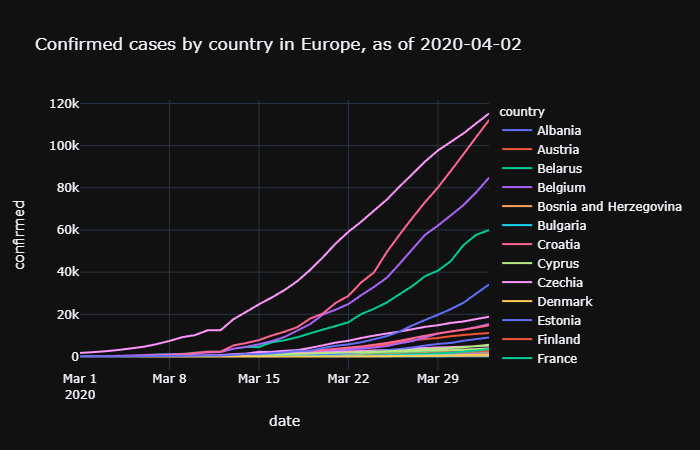 Confirmed cases by country in Europe, as of 2020-04-02
120k
100k
80k
60k
40k
20k
0
confirmed
Mar 1
2020
Mar 8
Mar 15
Mar 22
Mar 29
date
country
Albania
Austria
Belarus
Belgium
Bosnia and Herzegovina
Bulgaria
Croatia
Cyprus
Czechia
Denmark
Estonia
Finland
France